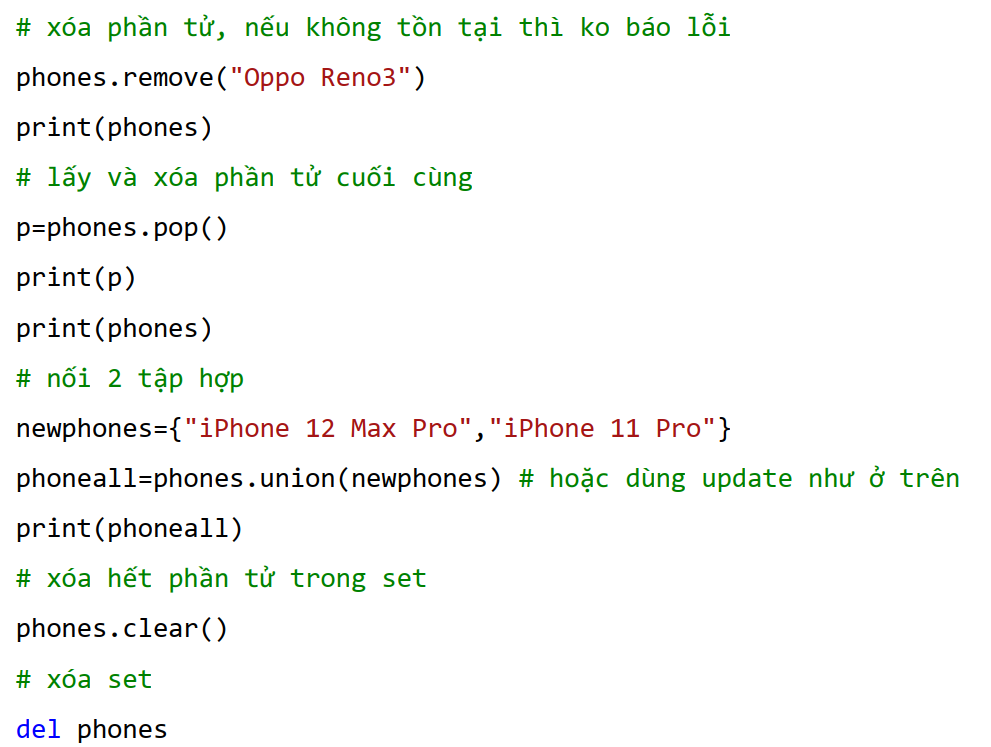 # xóa phần tử, nếu không tồn tại thì ko báo lỗi
phones.remove("Oppo Reno3")
print(phones)
# lấy và xóa phần tử cuối cùng
p=phones.pop()
print(p)
print(phones)
# nối 2 tập hợp
newphones={"iPhone 12 Max Pro","iPhone 11 Pro"}
phoneall=phones.union(newphones) # hoặc dùng update như ở trên
print(phoneall)
# xóa hết phần tử trong set
phones.clear()
# xóa set
del phones